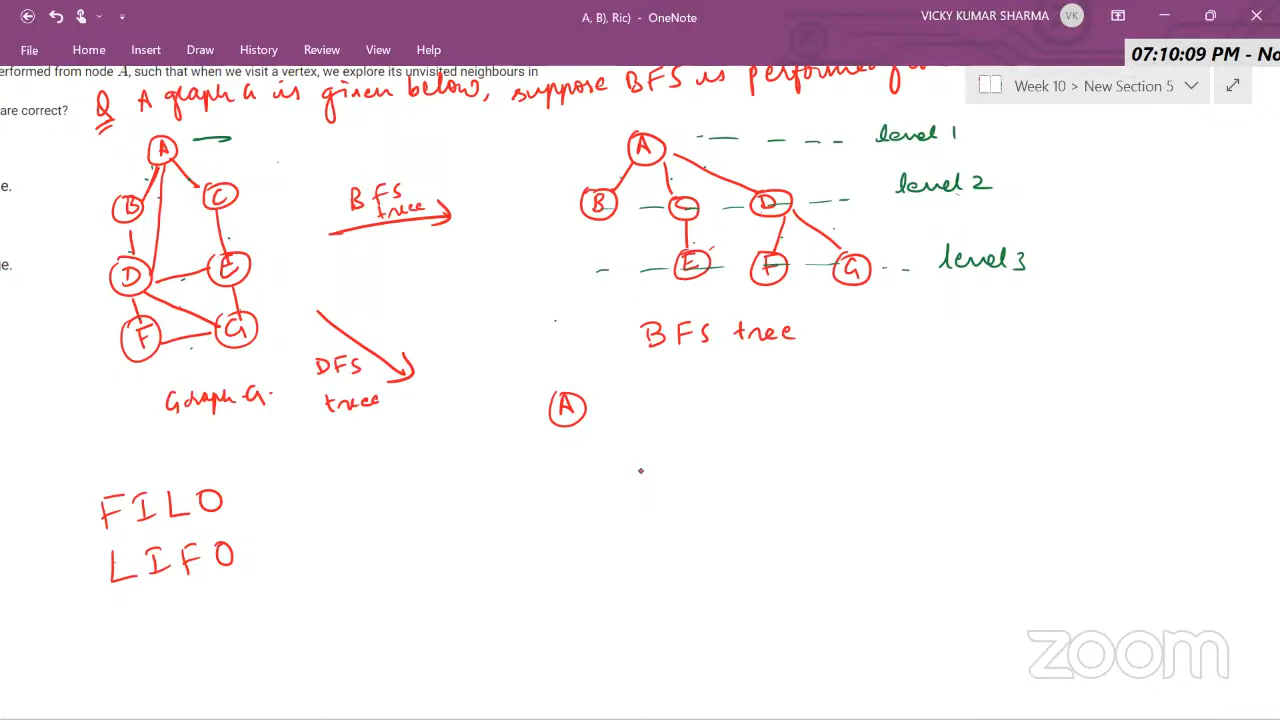 A, B), Ric) - OneNote
VICKY KUMAR SHARMA
VK
File Home Insert Draw History Review View Help
07:10:09 PM - No
erformed from node A, such that when we visit a vertex, we explore its unvisited neighbours in
are correct?
Week 10 > New Section 5
Q A graph G is given below, suppose BFS is performed
e.
ge.
A
B
C
D
E
F
G
Graph G.
BFS
tree
DFS
tree
A level 1
B C D level 2
E F G level 3
BFS tree
A
FILO
LIFO
zoom